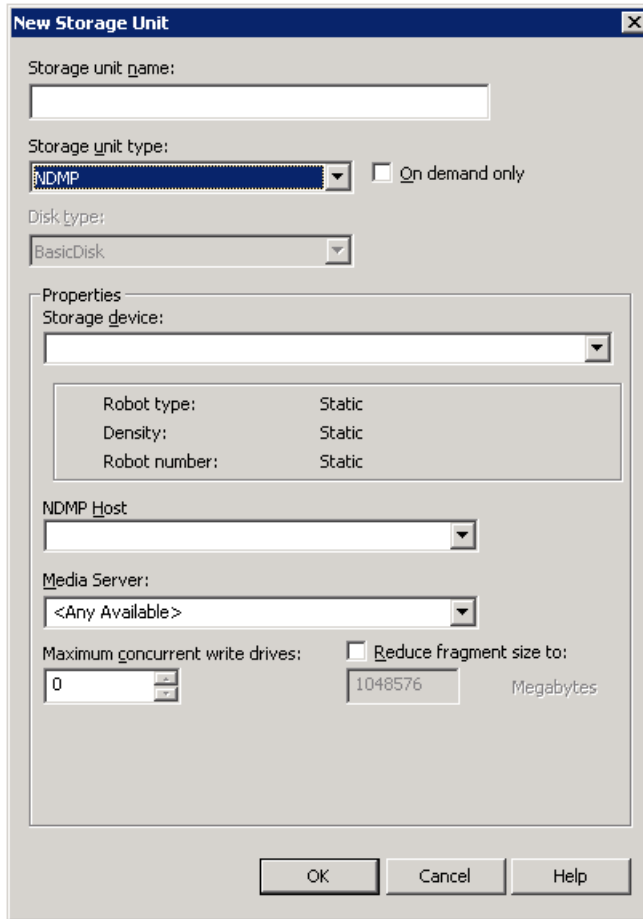 New Storage Unit
Storage unit name:
Storage unit type:
NDMP
On demand only
Disk type:
BasicDisk
Properties
Storage device:
Robot type: Static
Density: Static
Robot number: Static
NDMP Host
Media Server:
<Any Available>
Maximum concurrent write drives:
Reduce fragment size to:
0
1048576 Megabytes
OK Cancel Help